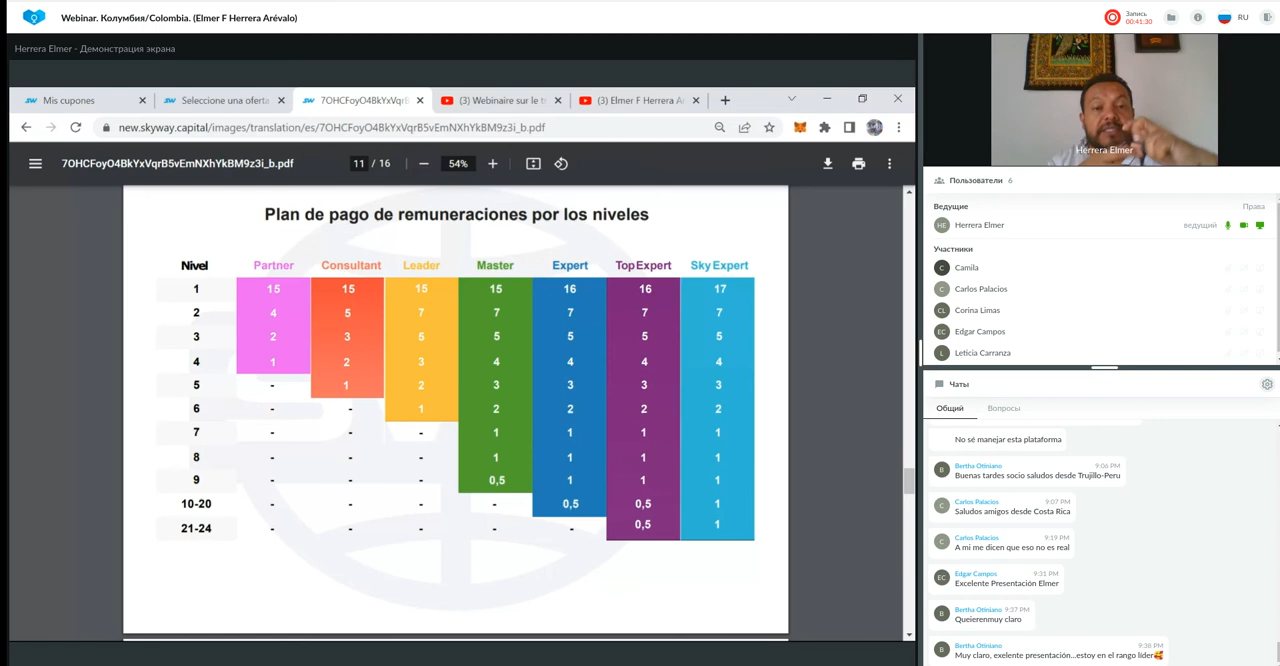 Webinar. Колумбия/Colombia. (Elmer F Herrera Arévalo)
Запись
00:41:30
RU
Herrera Elmer - Демонстрация экрана
Mis cupones
Seleccione una oferta
7OHCFoyO4BkYxVqrB
(3) Webinaire sur le t
(3) Elmer F Herrera A
new.skyway.capital/images/translation/es/7OHCFoyO4BkYxVqrB5vEmNXhYkBM9z3i_b.pdf
7OHCFoyO4BkYxVqrB5vEmNXhYkBM9z3i_b.pdf
11 / 16
54%
Plan de pago de remuneraciones por los niveles
Nivel Partner Consultant Leader Master Expert Top Expert Sky Expert
1 15 15 15 15 16 16 17
2 4 5 7 7 7 7 7
3 2 3 5 5 5 5 5
4 1 2 3 4 4 4 4
5 - 1 2 3 3 3 3
6 - - 1 2 2 2 2
7 - - - 1 1 1 1
8 - - - 1 1 1 1
9 - - - 0,5 1 1 1
10-20 - - - - 0,5 0,5 1
21-24 - - - - - 0,5 1
Herrera Elmer
Пользователи 6
Ведущие Права
HE Herrera Elmer ведущий
Участники
C Camila
C Carlos Palacios
CL Corina Limas
EC Edgar Campos
L Leticia Carranza
Чаты
Общий Вопросы
No sé manejar esta plataforma
B Bertha Otiniano 9:06 PM
Buenas tardes socio saludos desde Trujillo-Peru
C Carlos Palacios 9:07 PM
Saludos amigos desde Costa Rica
C Carlos Palacios 9:19 PM
A mi me dicen que eso no es real
EC Edgar Campos 9:31 PM
Excelente Presentación Elmer
B Bertha Otiniano 9:37 PM
Queierenmuy claro
B Bertha Otiniano 9:38 PM
Muy claro, exelente presentación...estoy en el rango líder🥰